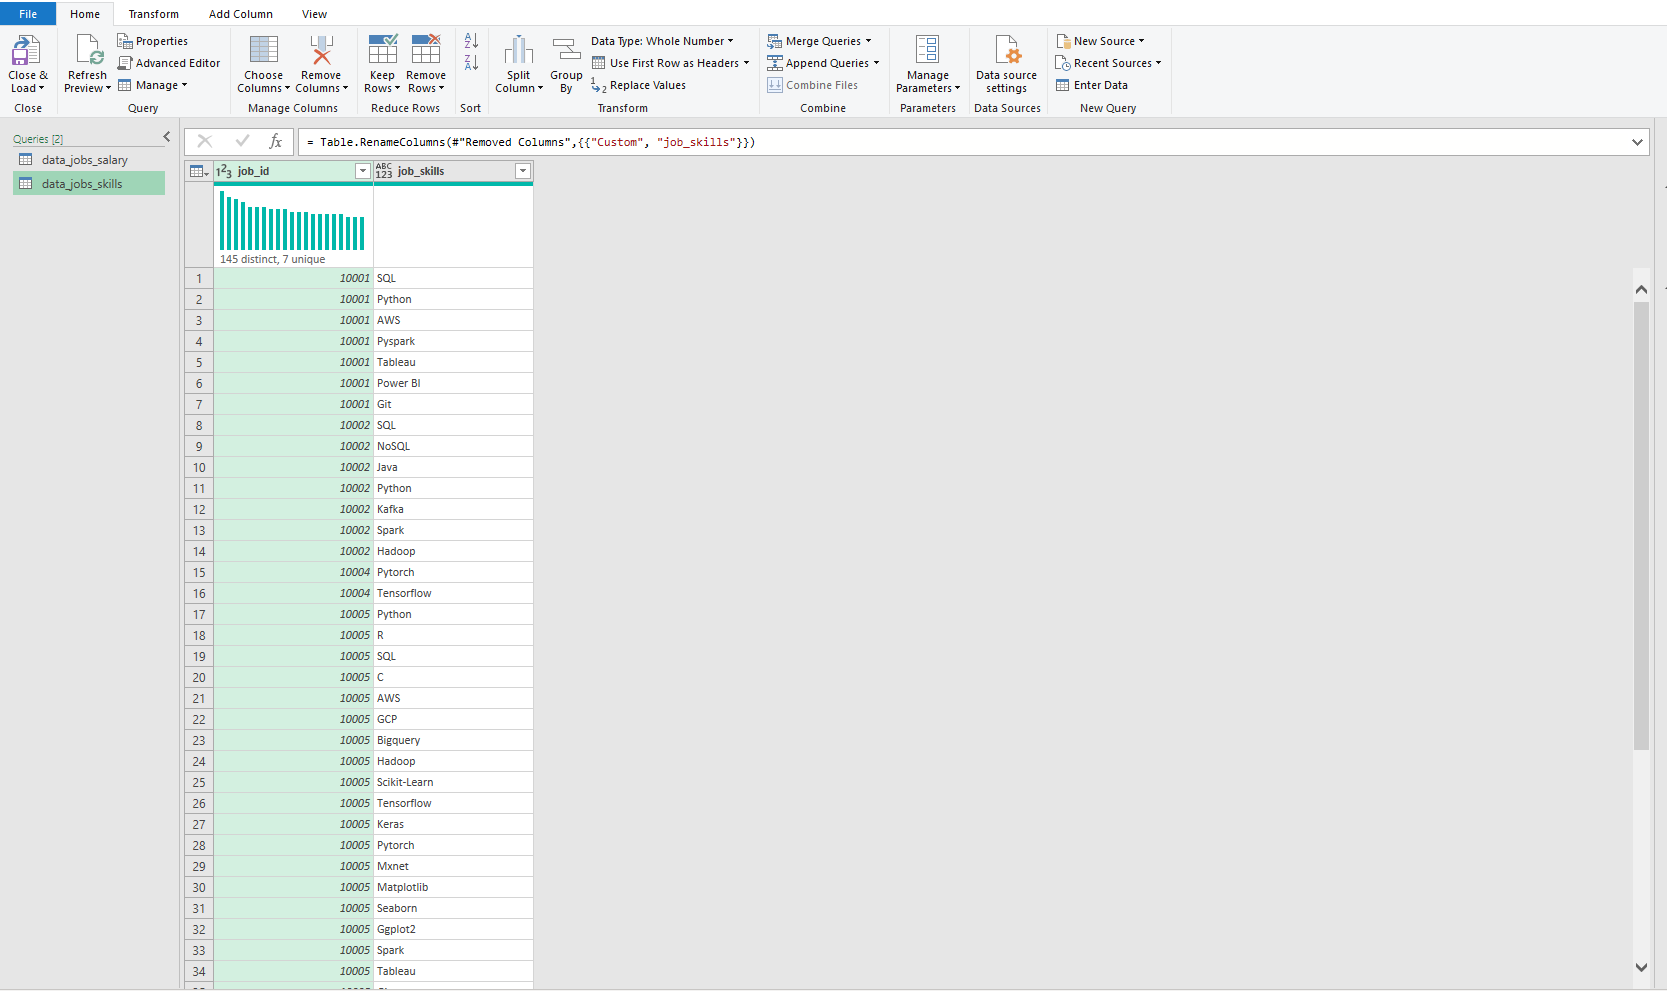 File Home Transform Add Column View
Close & Load
Refresh Preview
Properties
Advanced Editor
Manage
Choose Columns
Remove Columns
Keep Rows
Remove Rows
Split Column
Group By
Data Type: Whole Number
Use First Row as Headers
Replace Values
Merge Queries
Append Queries
Combine Files
Manage Parameters
Data source settings
New Source
Recent Sources
Enter Data
Close Query Manage Columns Reduce Rows Sort Transform Combine Parameters Data Sources New Query
Queries [2]
data_jobs_salary
data_jobs_skills
fx = Table.RenameColumns(#"Removed Columns",{{"Custom", "job_skills"}})
123 job_id ABC 123 job_skills
145 distinct, 7 unique
1 10001 SQL
2 10001 Python
3 10001 AWS
4 10001 Pyspark
5 10001 Tableau
6 10001 Power BI
7 10001 Git
8 10002 SQL
9 10002 NoSQL
10 10002 Java
11 10002 Python
12 10002 Kafka
13 10002 Spark
14 10002 Hadoop
15 10004 Pytorch
16 10004 Tensorflow
17 10005 Python
18 10005 R
19 10005 SQL
20 10005 C
21 10005 AWS
22 10005 GCP
23 10005 Bigquery
24 10005 Hadoop
25 10005 Scikit-Learn
26 10005 Tensorflow
27 10005 Keras
28 10005 Pytorch
29 10005 Mxnet
30 10005 Matplotlib
31 10005 Seaborn
32 10005 Ggplot2
33 10005 Spark
34 10005 Tableau